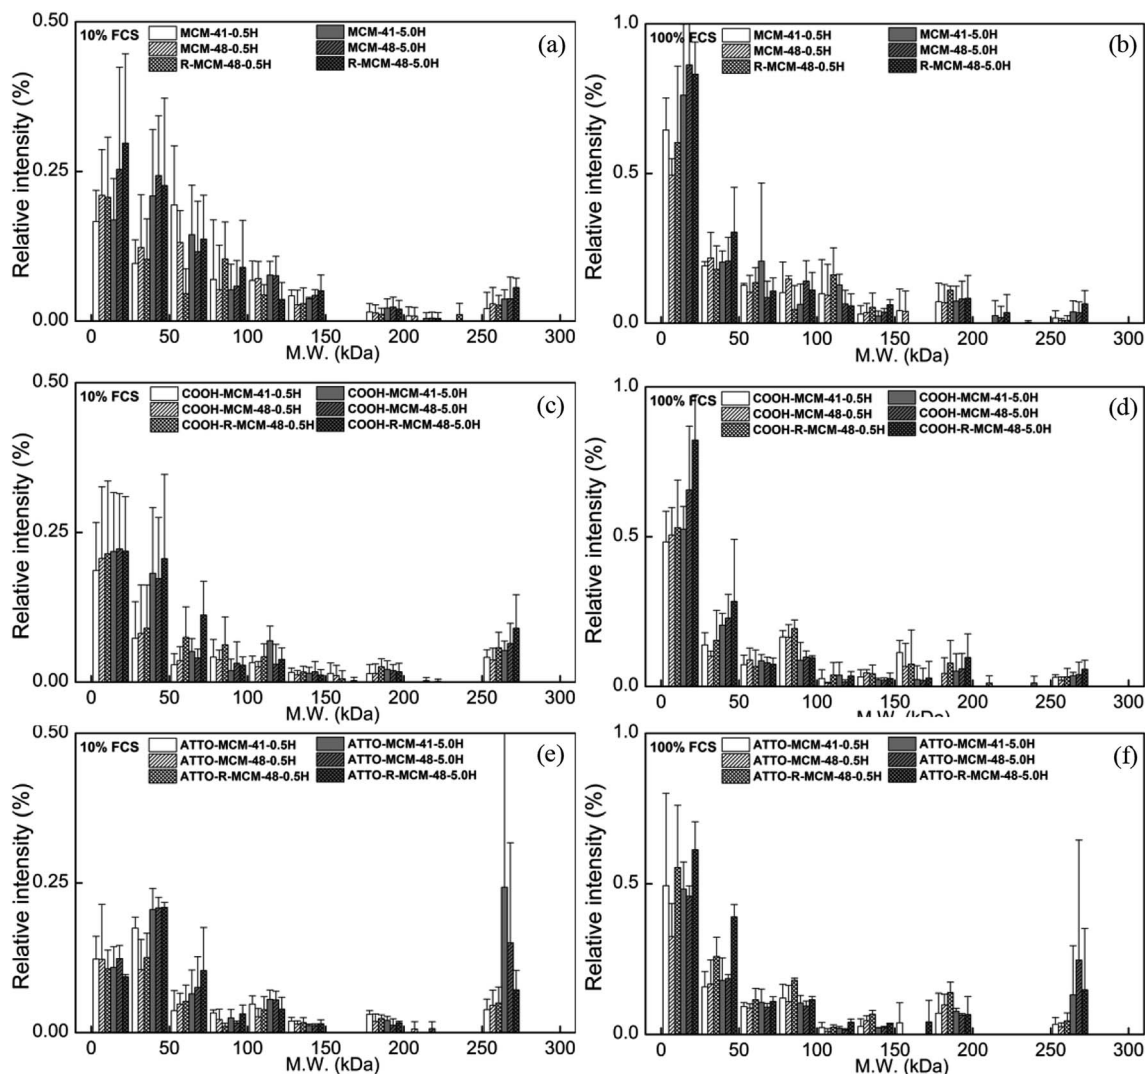 0.50
10% FCS
MCM-41-0.5H
MCM-41-5.0H
(a)
MCM-48-0.5H
MCM-48-5.0H
R-MCM-48-0.5H
R-MCM-48-5.0H
Relative intensity (%)
0.25
0.00
0 50 100 150 200 250 300
M.W. (kDa)
1.0
100% FCS
MCM-41-0.5H
MCM-41-5.0H
(b)
MCM-48-0.5H
MCM-48-5.0H
R-MCM-48-0.5H
R-MCM-48-5.0H
Relative intensity (%)
0.5
0.0
0 50 100 150 200 250 300
M.W. (kDa)
0.50
10% FCS
COOH-MCM-41-0.5H
COOH-MCM-41-5.0H
(c)
COOH-MCM-48-0.5H
COOH-MCM-48-5.0H
COOH-R-MCM-48-0.5H
COOH-R-MCM-48-5.0H
Relative intensity (%)
0.25
0.00
0 50 100 150 200 250 300
M.W. (kDa)
1.0
100% FCS
COOH-MCM-41-0.5H
COOH-MCM-41-5.0H
(d)
COOH-MCM-48-0.5H
COOH-MCM-48-5.0H
COOH-R-MCM-48-0.5H
COOH-R-MCM-48-5.0H
Relative intensity (%)
0.5
0.0
0 50 100 150 200 250 300
M.W. (kDa)
0.50
10% FCS
ATTO-MCM-41-0.5H
ATTO-MCM-41-5.0H
(e)
ATTO-MCM-48-0.5H
ATTO-MCM-48-5.0H
ATTO-R-MCM-48-0.5H
ATTO-R-MCM-48-5.0H
Relative intensity (%)
0.25
0.00
0 50 100 150 200 250 300
M.W. (kDa)
1.0
100% FCS
ATTO-MCM-41-0.5H
ATTO-MCM-41-5.0H
(f)
ATTO-MCM-48-0.5H
ATTO-MCM-48-5.0H
ATTO-R-MCM-48-0.5H
ATTO-R-MCM-48-5.0H
Relative intensity (%)
0.5
0.0
0 50 100 150 200 250 300
M.W. (kDa)